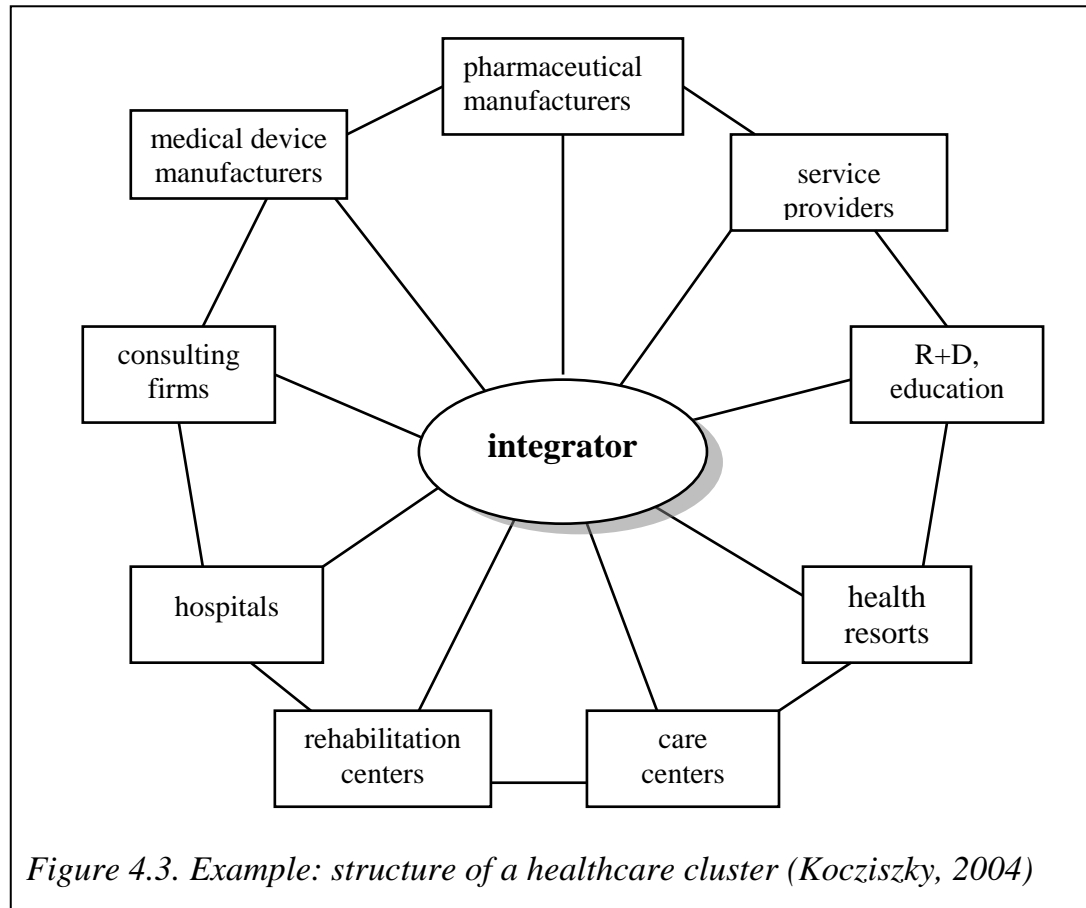 pharmaceutical
manufacturers
medical device
manufacturers
service
providers
consulting
firms
R+D,
education
integrator
hospitals
health
resorts
rehabilitation
centers
care
centers
Figure 4.3. Example: structure of a healthcare cluster (Kocziszky, 2004)